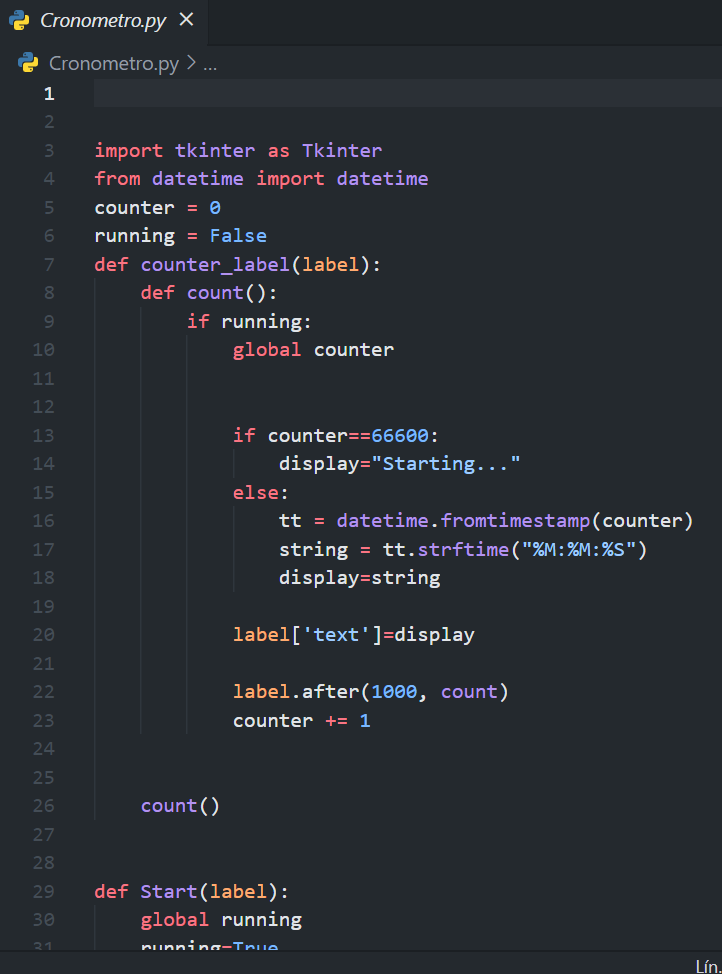 Cronometro.py ✕
Cronometro.py > ...
1
2
3 import tkinter as Tkinter
4 from datetime import datetime
5 counter = 0
6 running = False
7 def counter_label(label):
8     def count():
9         if running:
10             global counter
11
12
13             if counter==66600:
14                 display="Starting..."
15             else:
16                 tt = datetime.fromtimestamp(counter)
17                 string = tt.strftime("%M:%M:%S")
18                 display=string
19
20             label['text']=display
21
22             label.after(1000, count)
23             counter += 1
24
25
26     count()
27
28
29 def Start(label):
30     global running
31     running=True
Lín.